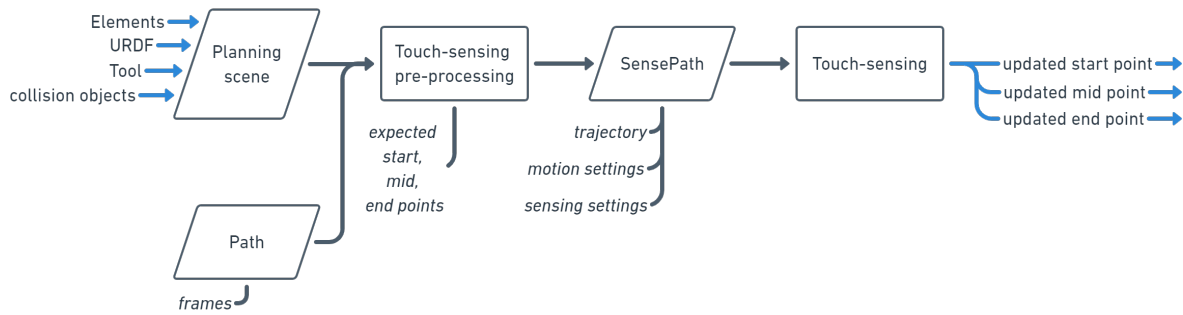 Elements
URDF
Tool
collision objects
Planning
scene
Touch-sensing
pre-processing
expected
start,
mid,
end points
SensePath
trajectory
motion settings
sensing settings
Touch-sensing
updated start point
updated mid point
updated end point
Path
frames